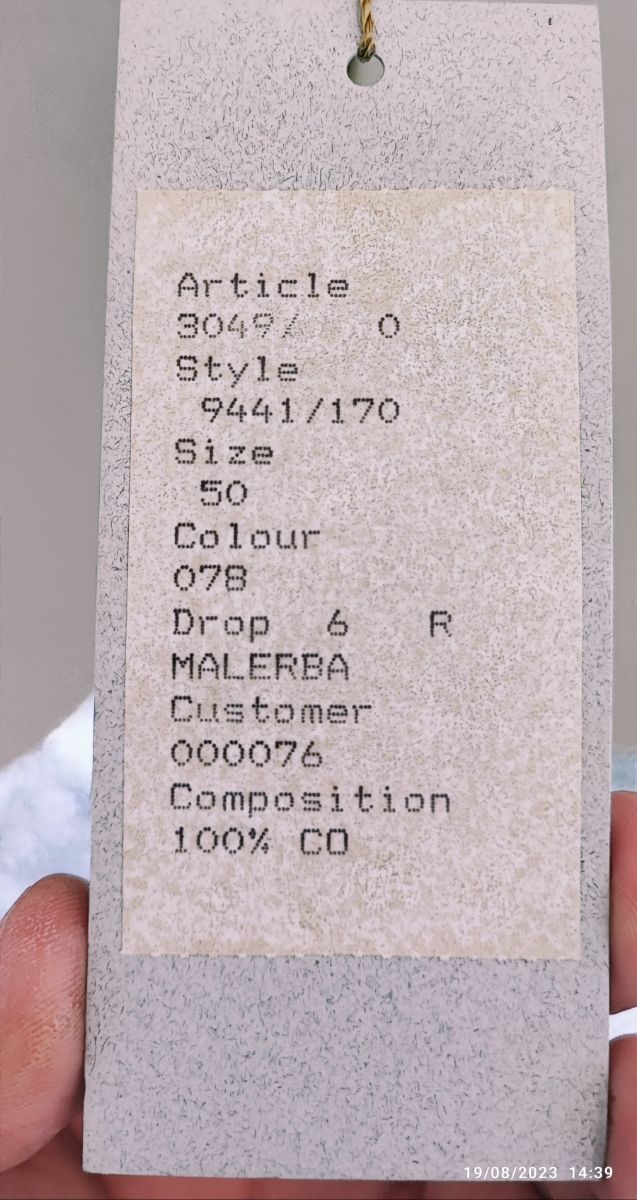 Article
3049/ 0
Style
9441/170
Size
50
Colour
078
Drop 6 R
MALERBA
Customer
000076
Composition
100% CO
19/08/2023 14:39